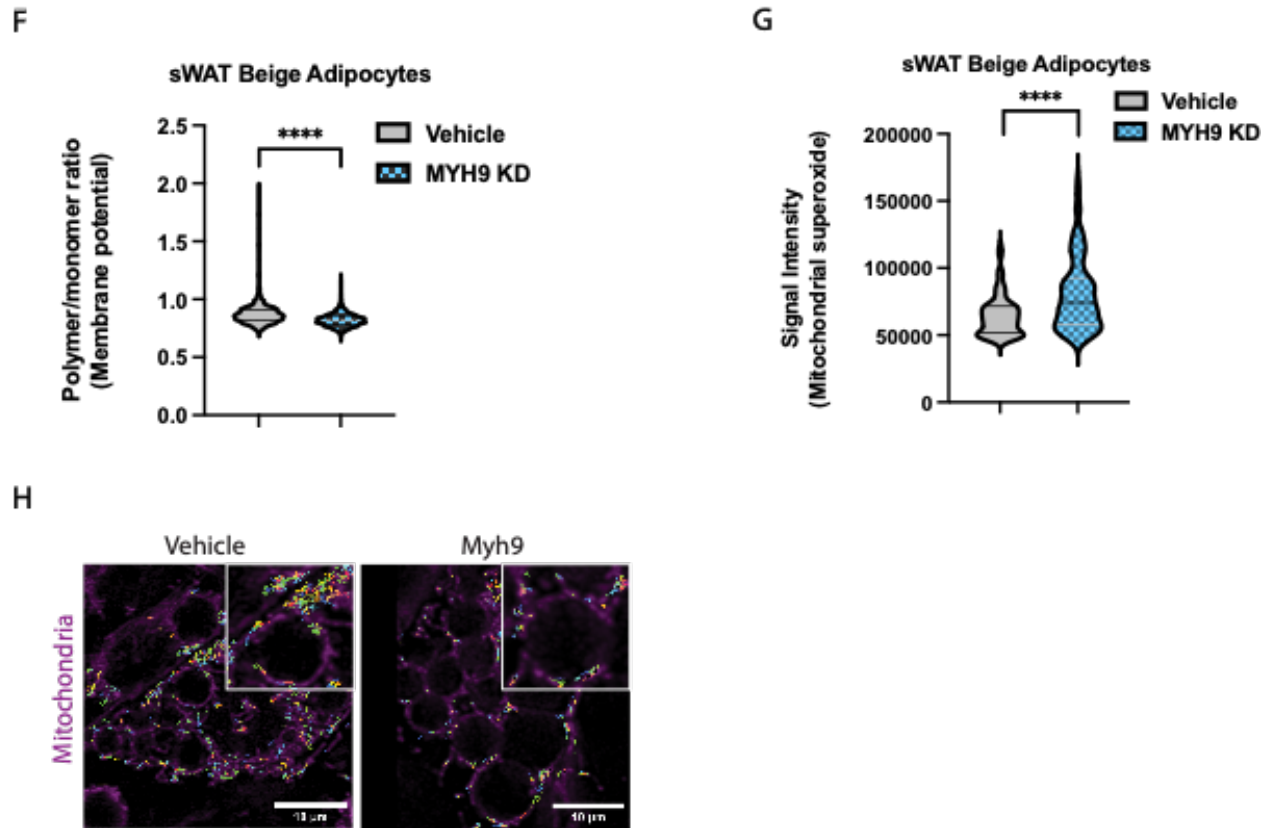 F
sWAT Beige Adipocytes
****
Vehicle
MYH9 KD
Polymer/monomer ratio
(Membrane potential)
2.5
2.0
1.5
1.0
0.5
0.0
G
sWAT Beige Adipocytes
****
Vehicle
MYH9 KD
Signal Intensity
(Mitochondrial superoxide)
200000
150000
100000
50000
0
H
Vehicle
Myh9
Mitochondria
10 µm
10 µm